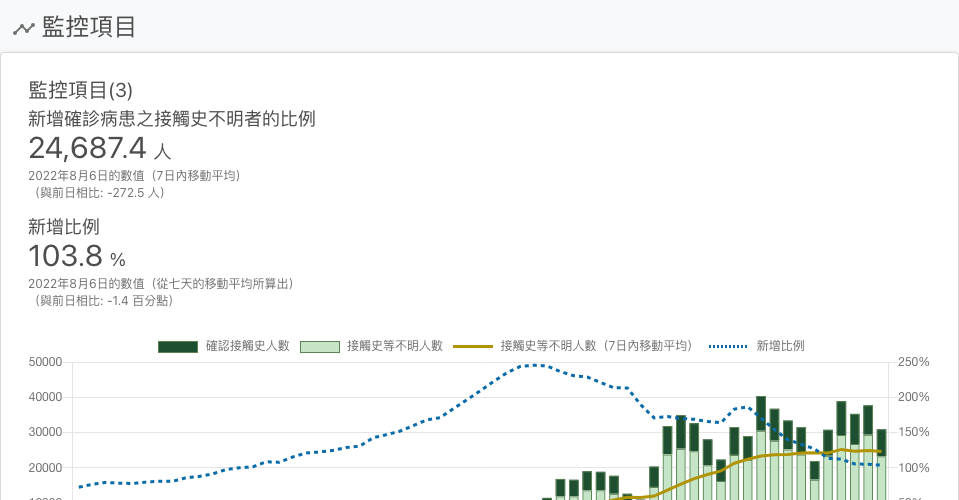 監控項目
監控項目(3)
新增確診病患之接觸史不明者的比例
24,687.4 人
2022年8月6日的數值（7日內移動平均）
（與前日相比: -272.5 人）
新增比例
103.8 %
2022年8月6日的數值（從七天的移動平均所算出）
（與前日相比: -1.4 百分點）
確認接觸史人數 接觸史等不明人數 接觸史等不明人數（7日內移動平均） 新增比例
50000 250%
40000 200%
30000 150%
20000 100%